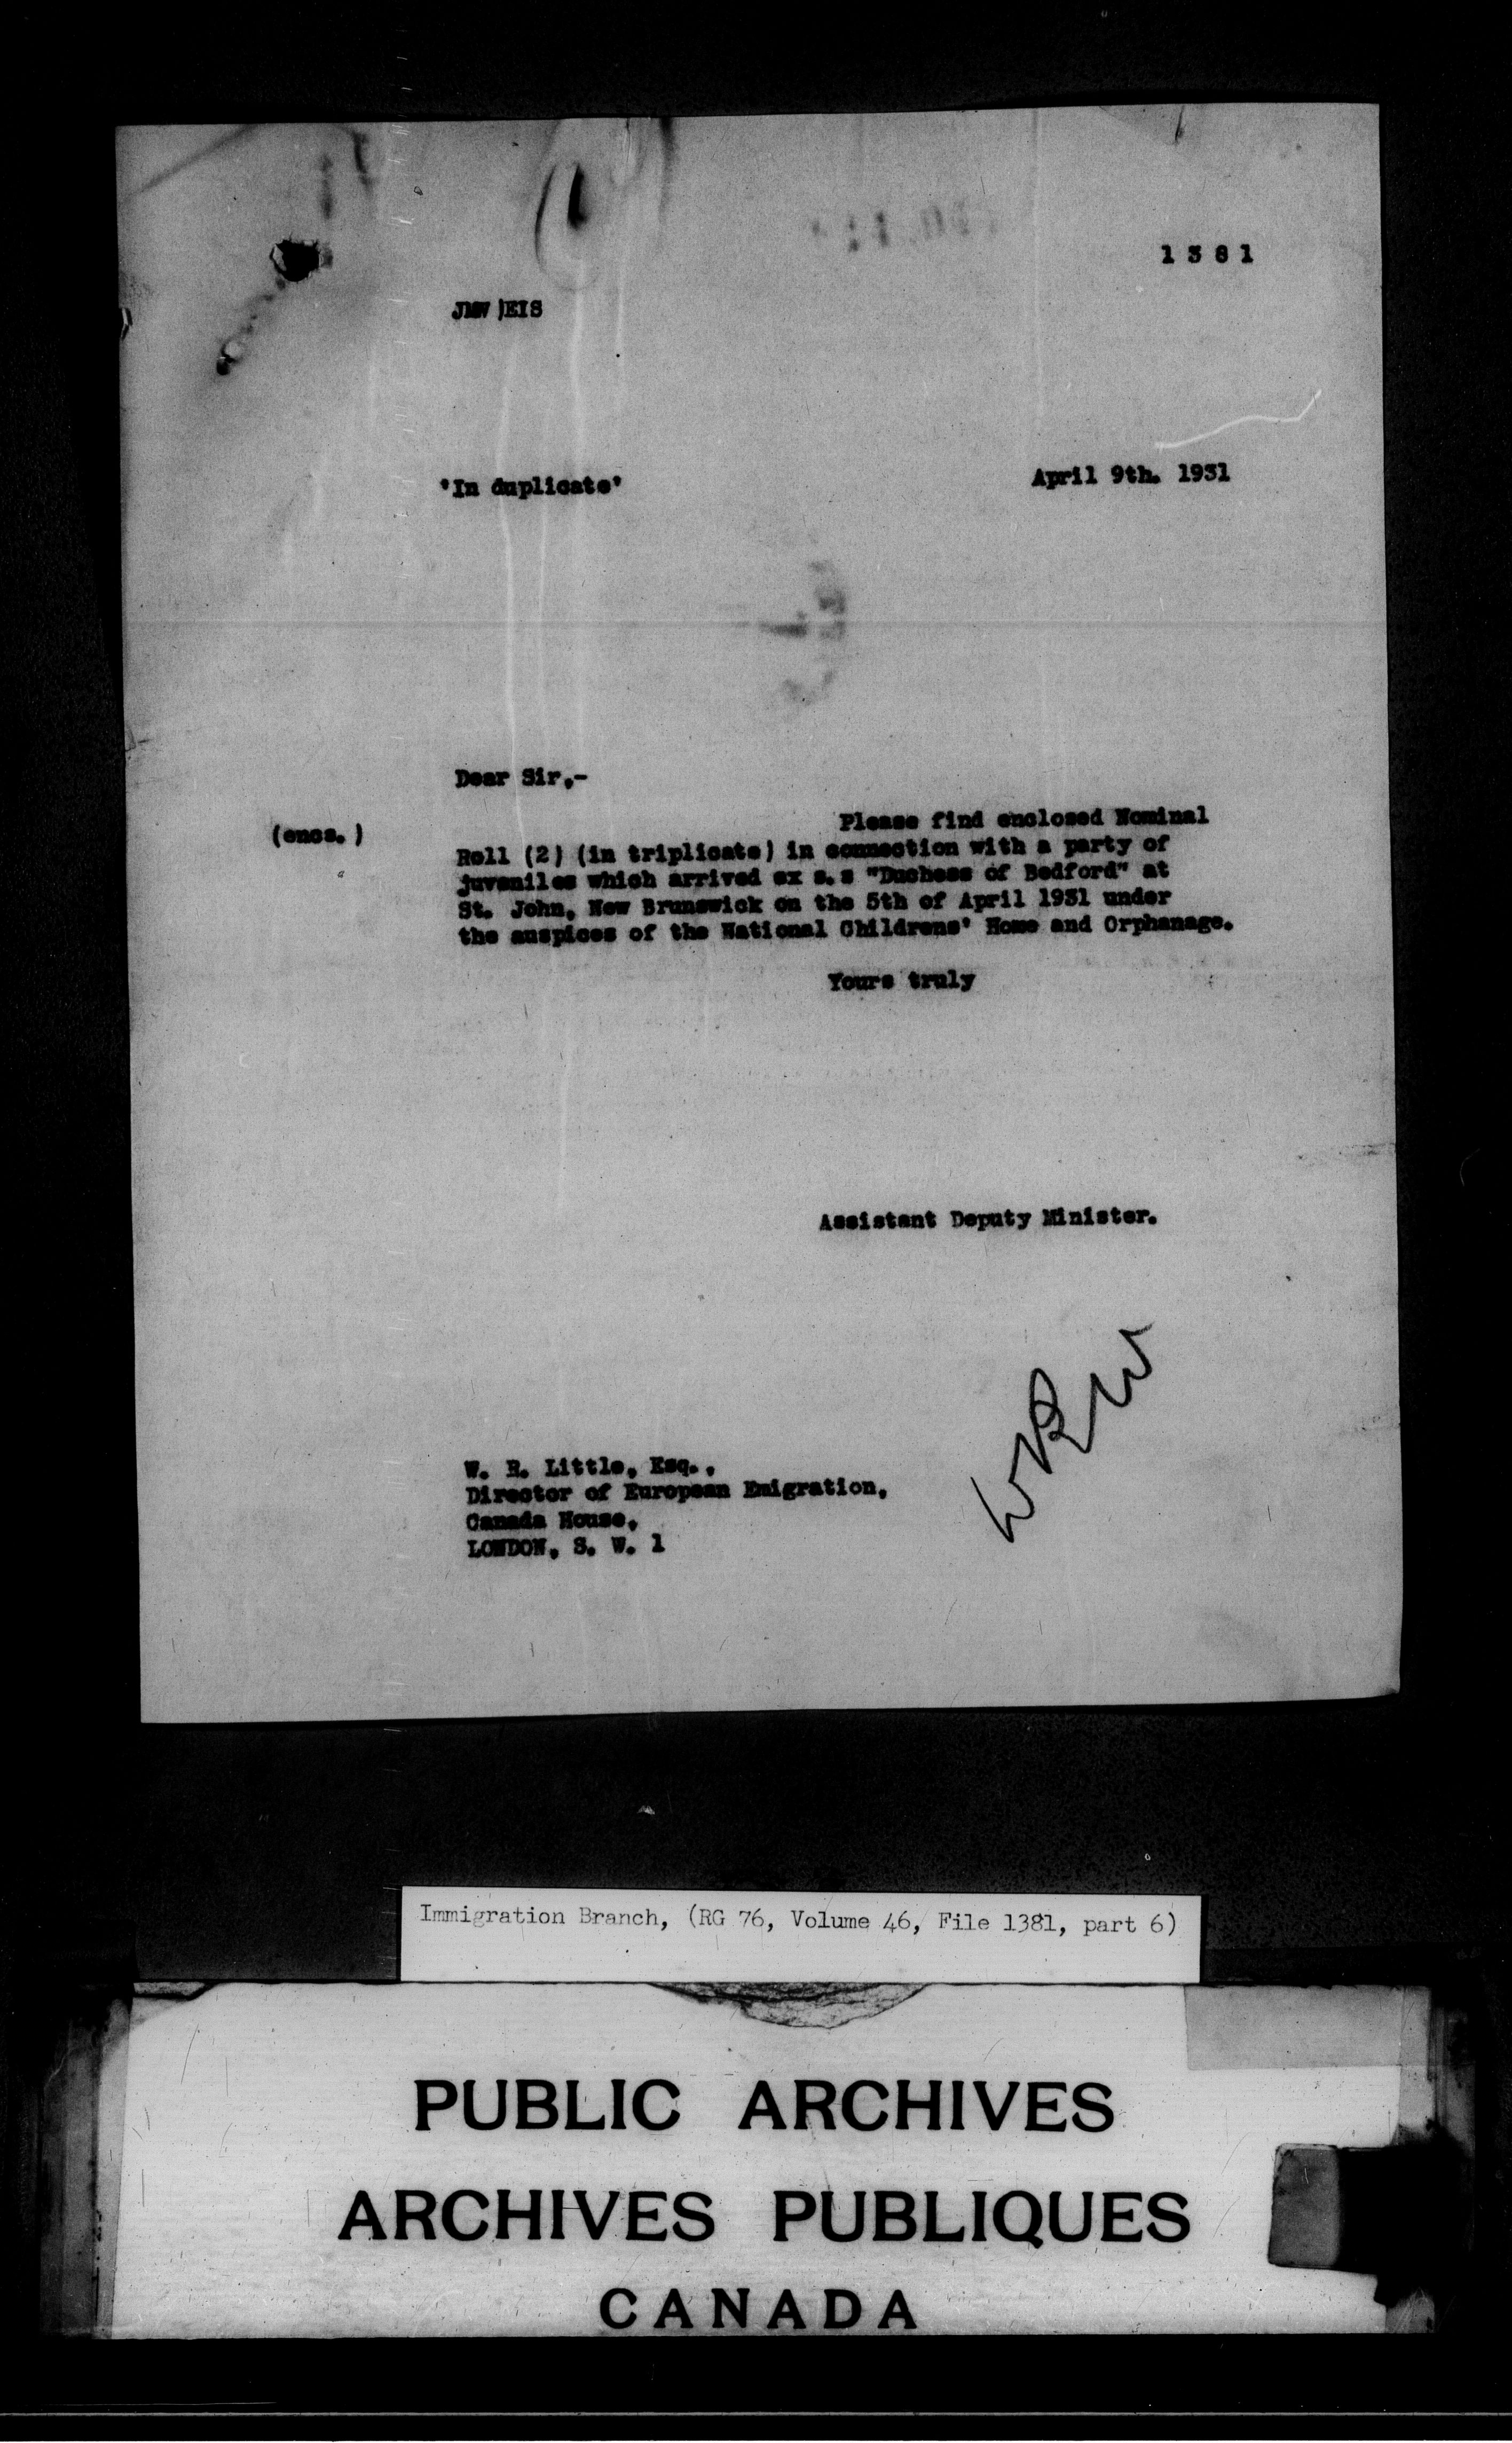 1 3 8 1
JMW)EIS
'In duplicate'
April 9th. 1931
Dear Sir,-
(encs.)
Please find enclosed Nominal
Roll (2) (in triplicate) in connection with a party of
juveniles which arrived ex s.s "Duchess of Bedford" at
St. John, New Brunswick on the 5th of April 1931 under
the auspices of the National Childrens' Home and Orphanage.
Yours truly
Assistant Deputy Minister.
W. R. Little, Esq.,
Director of European Emigration,
Canada House,
LONDON, S. W. 1
Immigration Branch, (RG 76, Volume 46, File 1381, part 6)
PUBLIC ARCHIVES
ARCHIVES PUBLIQUES
CANADA